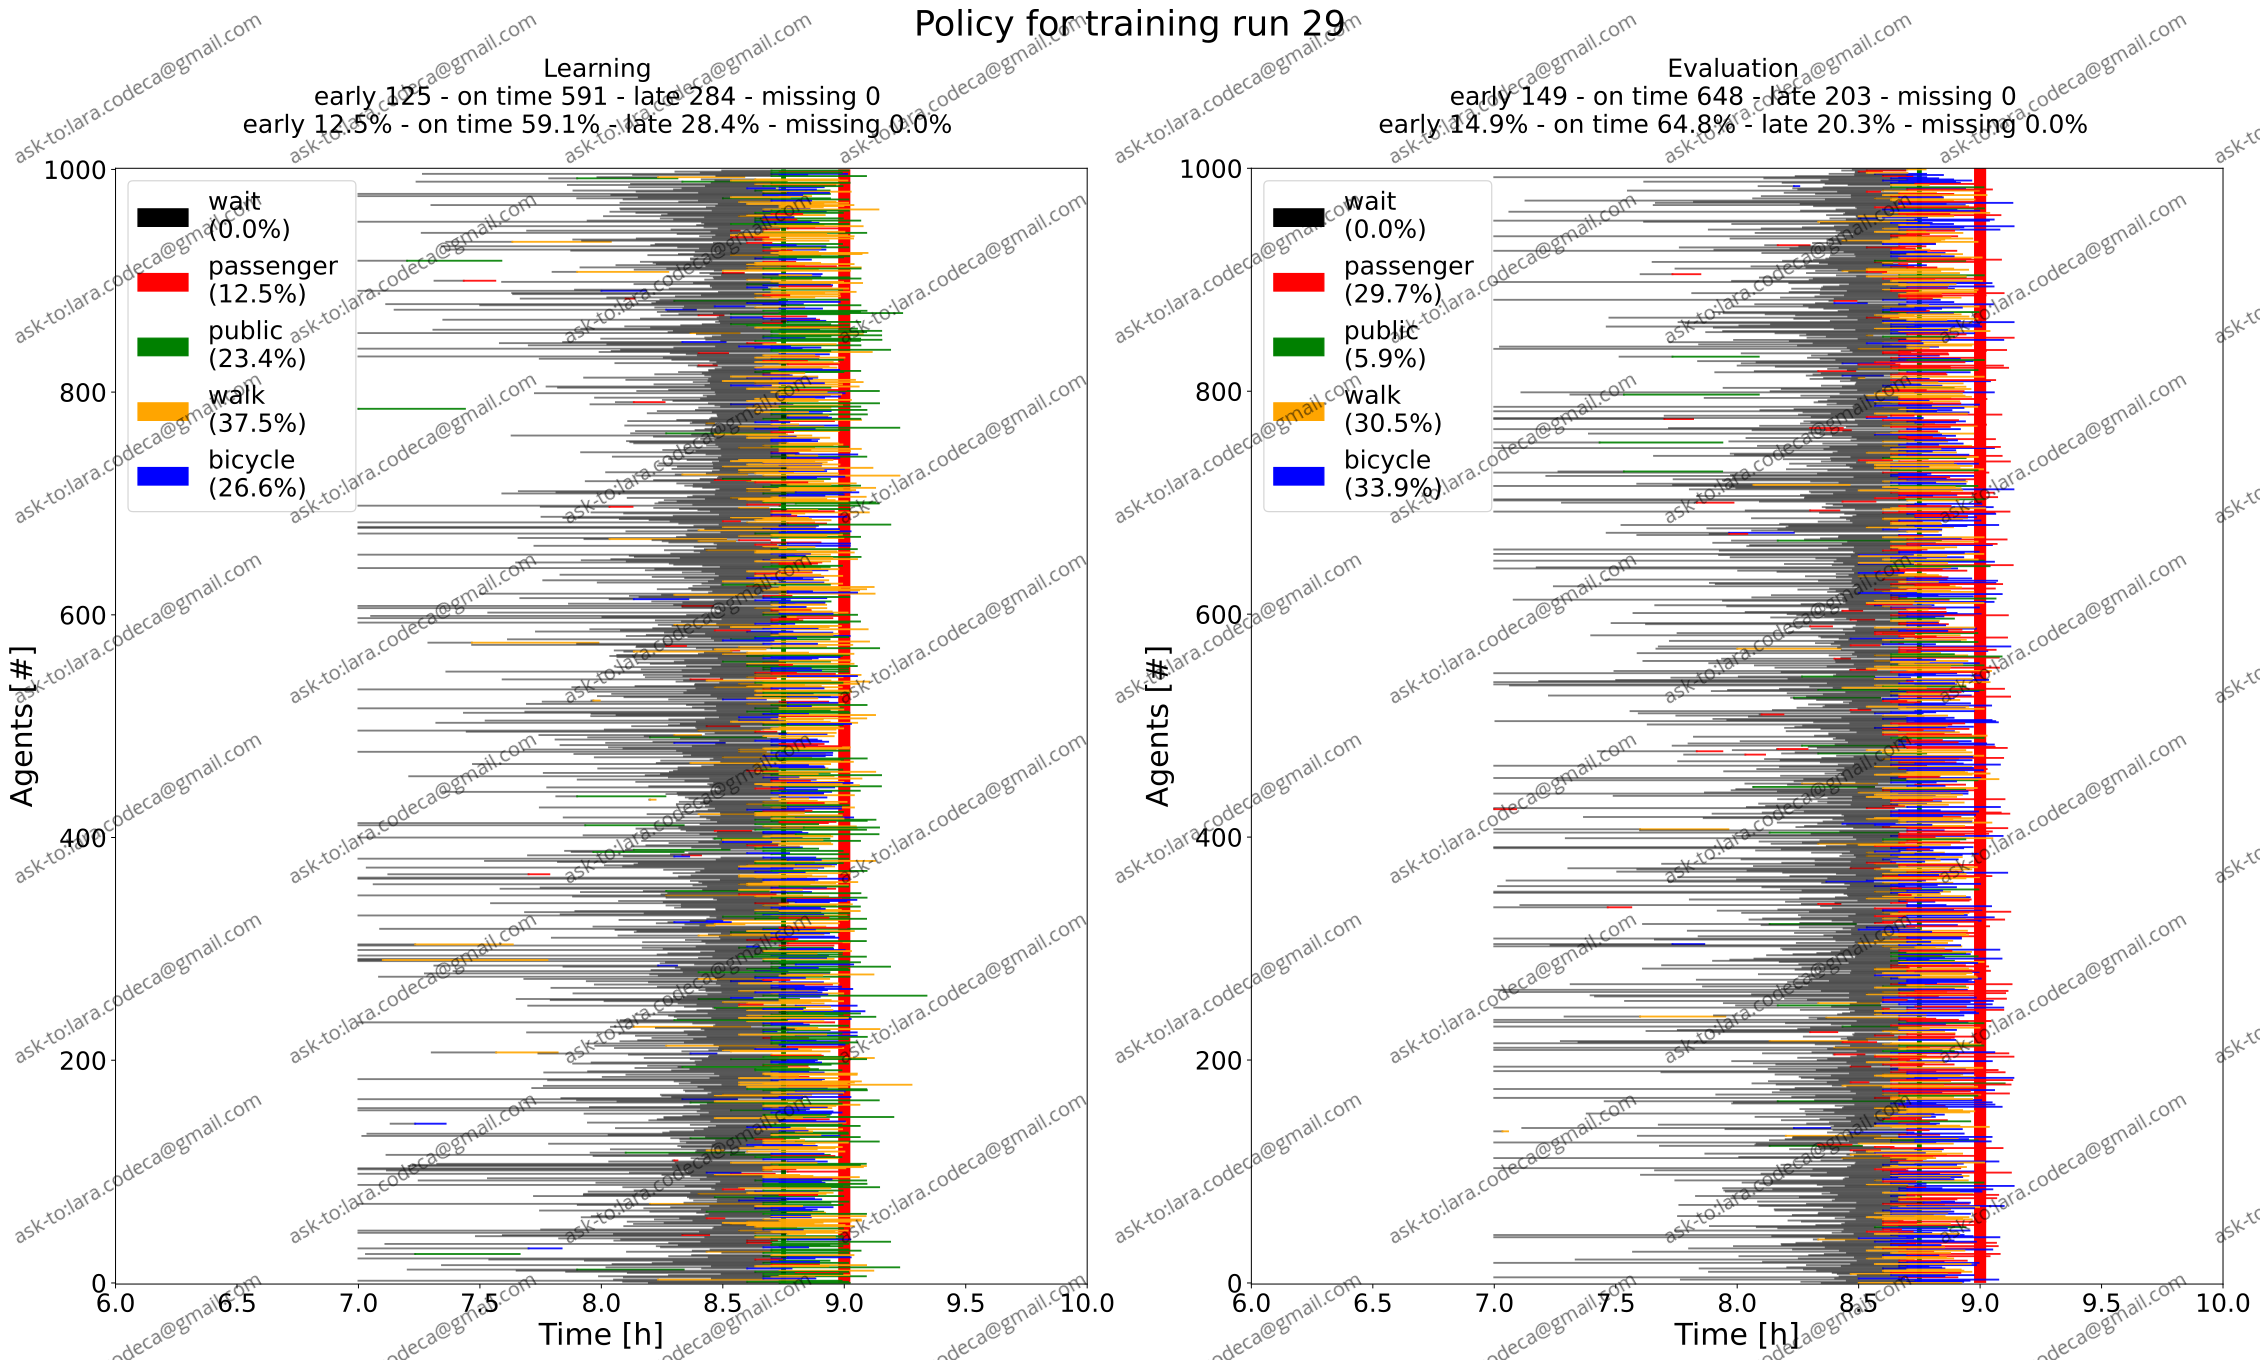 Policy for training run 29
Learning
early 125 - on time 591 - late 284 - missing 0
early 12.5% - on time 59.1% - late 28.4% - missing 0.0%
1000
800
600
400
200
0
Agents [#]
wait
(0.0%)
passenger
(12.5%)
public
(23.4%)
walk
(37.5%)
bicycle
(26.6%)
6.0 6.5 7.0 7.5 8.0 8.5 9.0 9.5 10.0
Time [h]
Evaluation
early 149 - on time 648 - late 203 - missing 0
early 14.9% - on time 64.8% - late 20.3% - missing 0.0%
1000
800
600
400
200
0
Agents [#]
wait
(0.0%)
passenger
(29.7%)
public
(5.9%)
walk
(30.5%)
bicycle
(33.9%)
6.0 6.5 7.0 7.5 8.0 8.5 9.0 9.5 10.0
Time [h]
ask-to:lara.codeca@gmail.com